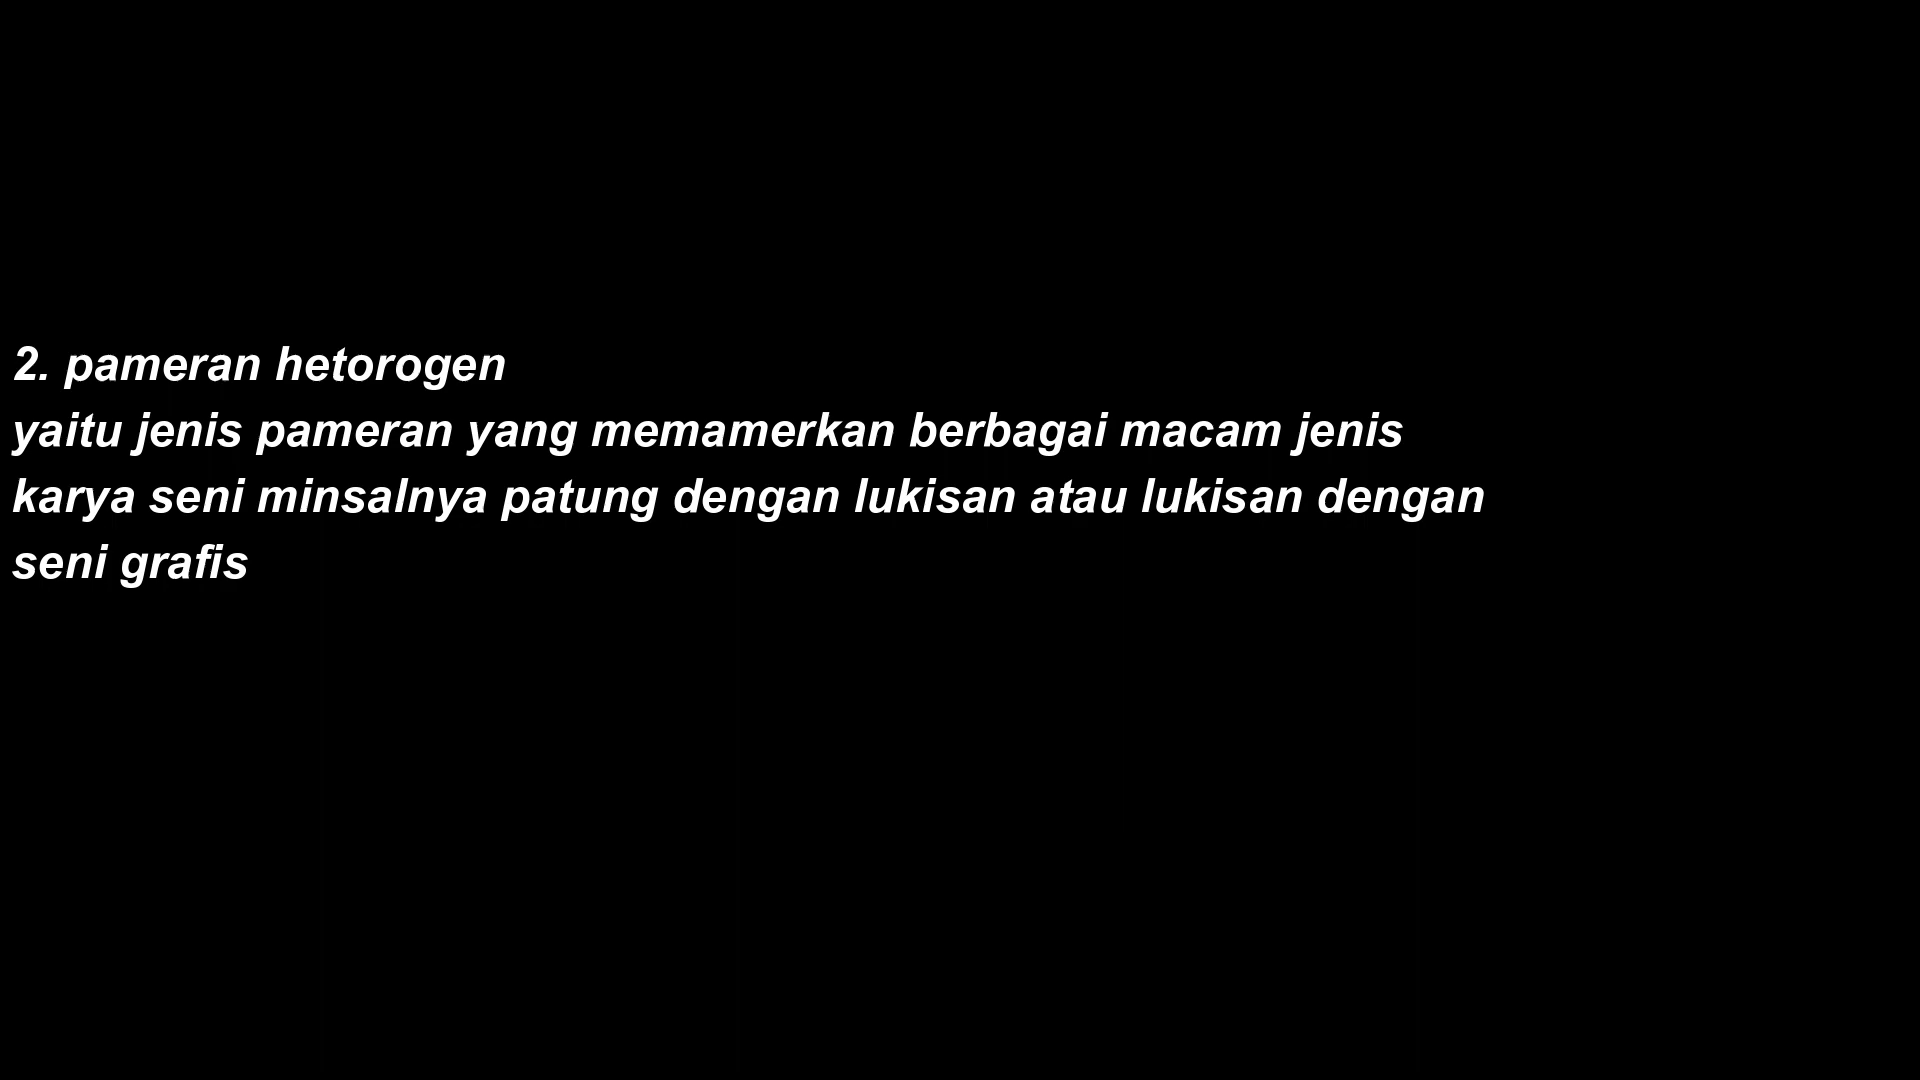 2. pameran hetorogen
yaitu jenis pameran yang memamerkan berbagai macam jenis
karya seni minsalnya patung dengan lukisan atau lukisan dengan
seni grafis